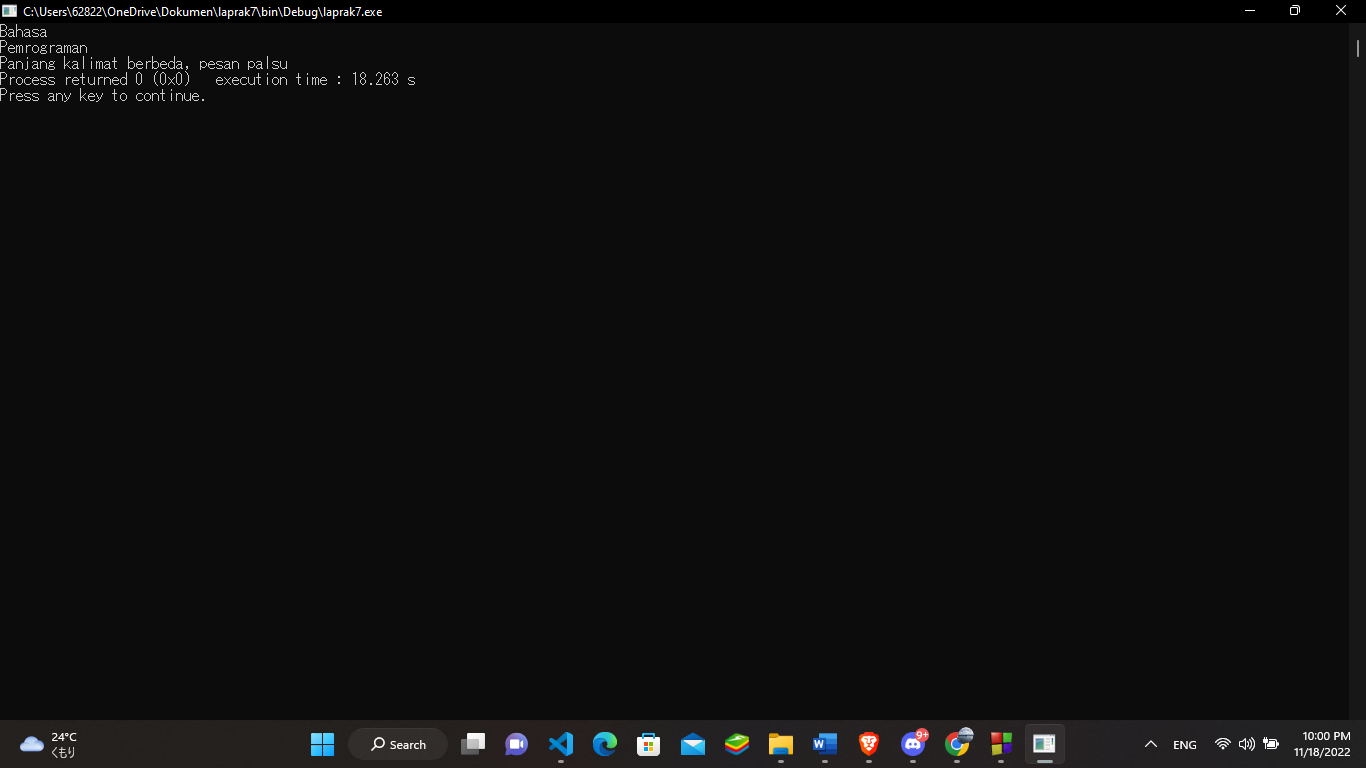 C:\Users\62822\OneDrive\Dokumen\laprak7\bin\Debug\laprak7.exe
Bahasa
Pemrograman
Panjang kalimat berbeda, pesan palsu
Process returned 0 (0x0)   execution time : 18.263 s
Press any key to continue.
24°C
くもり
Search
9+
ENG
10:00 PM
11/18/2022